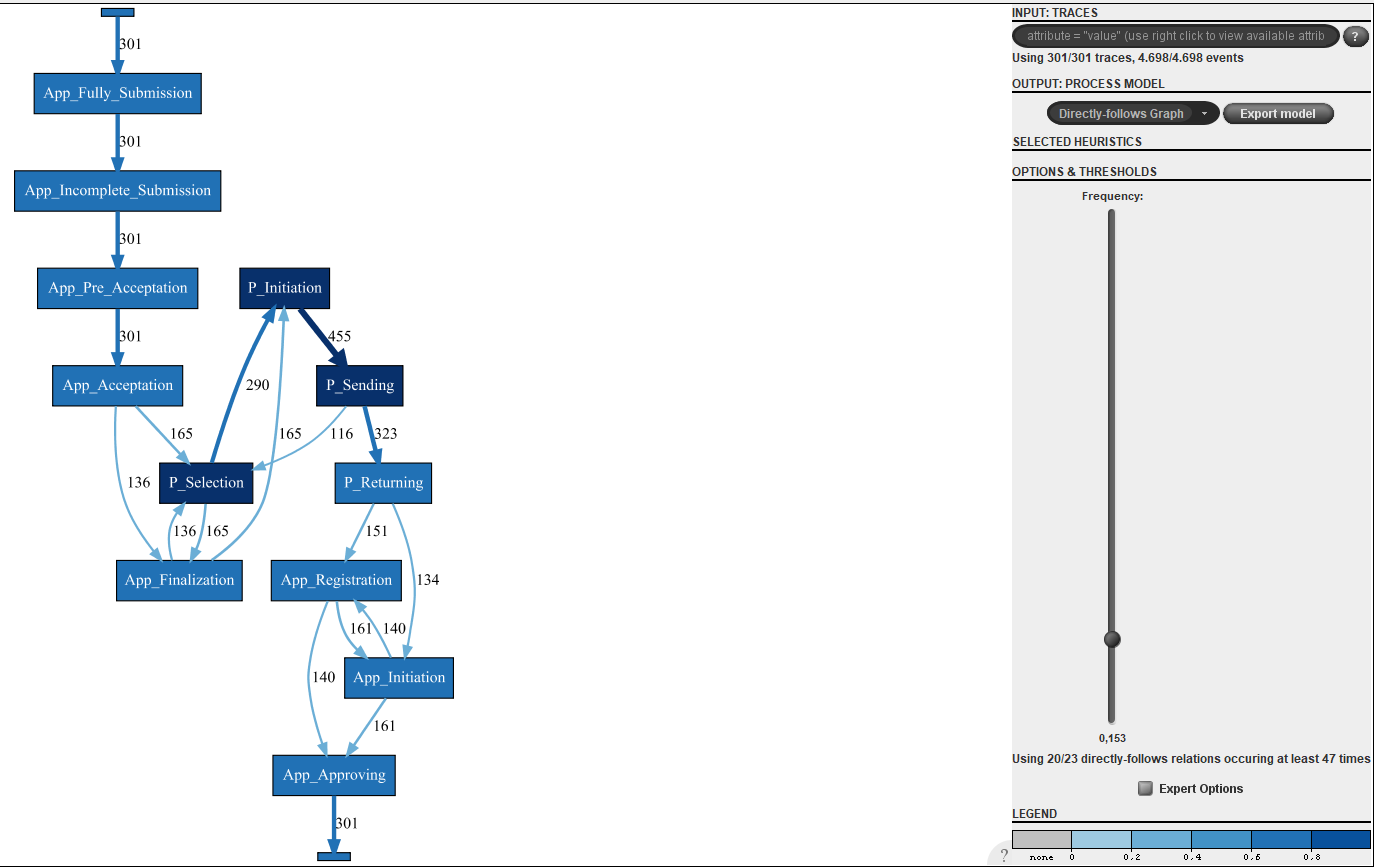 301
App_Fully_Submission
301
App_Incomplete_Submission
301
App_Pre_Acceptation
P_Initiation
301
455
App_Acceptation
290
P_Sending
165
165
116
323
136
P_Selection
P_Returning
136
165
151
App_Finalization
App_Registration
134
161
140
140
App_Initiation
161
App_Approving
301
INPUT: TRACES
attribute = "value" (use right click to view available attrib
?
Using 301/301 traces, 4.698/4.698 events
OUTPUT: PROCESS MODEL
Directly-follows Graph
Export model
SELECTED HEURISTICS
OPTIONS & THRESHOLDS
Frequency:
0,153
Using 20/23 directly-follows relations occuring at least 47 times
Expert Options
LEGEND
?
none 0 0.2 0.4 0.6 0.8